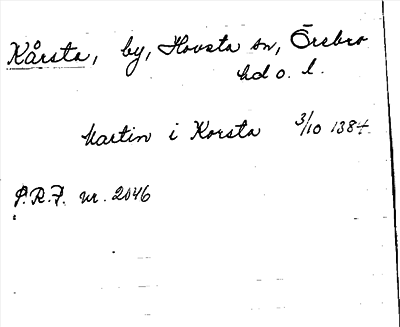 Kårsta, by, Hovsta sn, Örebro
hd o. l.
Martin i Korsta 3/10 1384.
P.R.F. nr. 2046